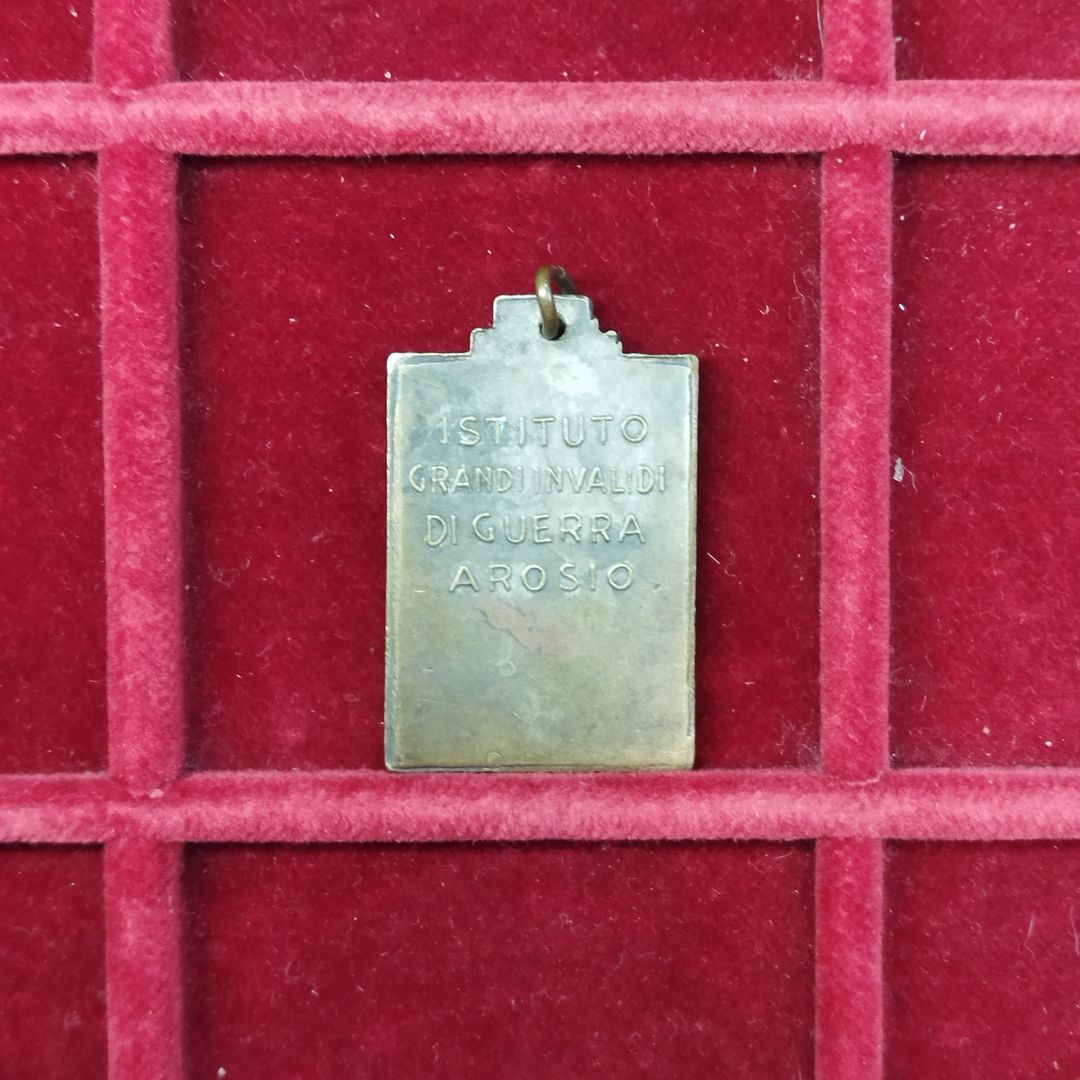 ISTITUTO
GRANDI INVALIDI
DI GUERRA
AROSIO